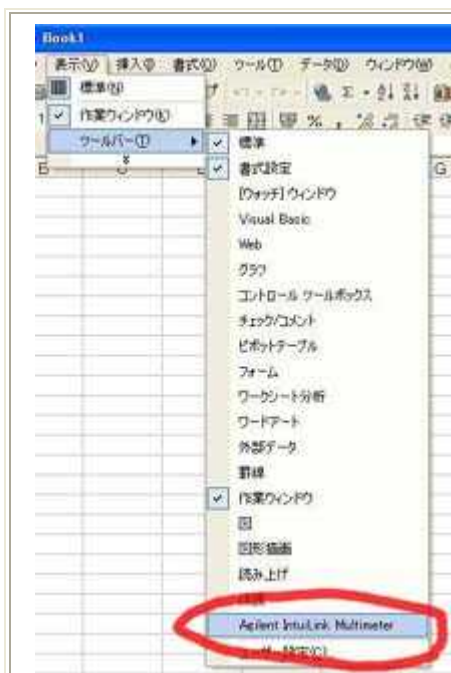 Book1
表示(V) 挿入(I) 書式(O) ツール(T) データ(D) ウィンドウ(W)
標準(N)
作業ウィンドウ(K)
ツールバー(T)
標準
書式設定
[ウォッチ] ウィンドウ
Visual Basic
Web
グラフ
コントロール ツールボックス
チェック/コメント
ピボットテーブル
フォーム
ワークシート分析
ワードアート
外部データ
罫線
作業ウィンドウ
図
図形描画
読み上げ
Agilent IntuiLink Multimeter
ユーザー設定(C)
G